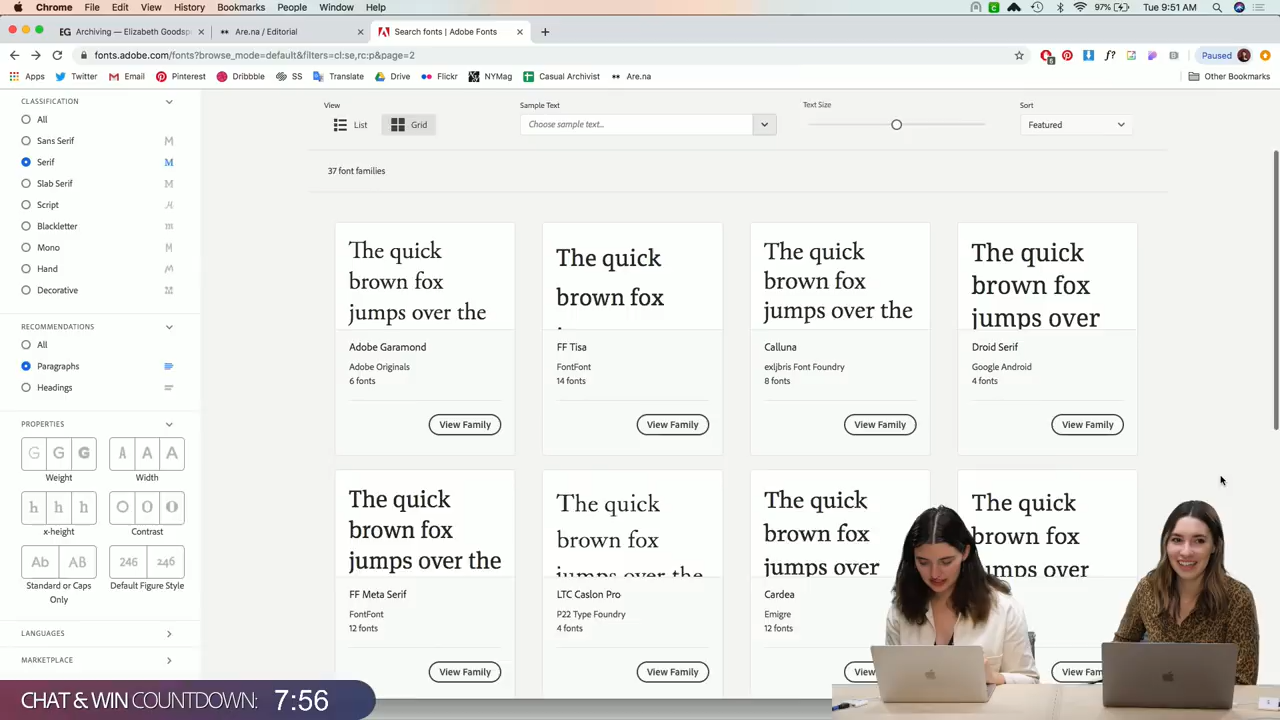 Chrome File Edit View History Bookmarks People Window Help
97% Tue 9:51 AM
EG Archiving — Elizabeth Goodsp
Are.na / Editorial
Search fonts | Adobe Fonts
fonts.adobe.com/fonts?browse_mode=default&filters=cl:se,rc:p&page=2
f?
Paused
Apps Twitter Email Pinterest Dribbble SS Translate Drive Flickr NYMag Casual Archivist Are.na
Other Bookmarks
CLASSIFICATION
All
Sans Serif M
Serif M
Slab Serif M
Script
Blackletter
Mono M
Hand M
Decorative M
RECOMMENDATIONS
All
Paragraphs
Headings
PROPERTIES
G G G
Weight
A A A
Width
h h h
x-height
O O O
Contrast
Ab AB
Standard or Caps
Only
246 246
Default Figure Style
LANGUAGES
MARKETPLACE
View
List
Grid
Sample Text
Choose sample text...
Text Size
Sort
Featured
37 font families
The quick
brown fox
jumps over the
Adobe Garamond
Adobe Originals
6 fonts
View Family
The quick
brown fox
FF Tisa
FontFont
14 fonts
View Family
The quick
brown fox
jumps over the
Calluna
exljbris Font Foundry
8 fonts
View Family
The quick
brown fox
jumps over
Droid Serif
Google Android
4 fonts
View Family
The quick
brown fox
jumps over the
FF Meta Serif
FontFont
12 fonts
View Family
The quick
brown fox
jumps over the
LTC Caslon Pro
P22 Type Foundry
4 fonts
View Family
The quick
brown fox
jumps over
Cardea
Emigre
12 fonts
View
The quick
brown fox
jumps over
View Fam
CHAT & WIN COUNTDOWN: 7:56